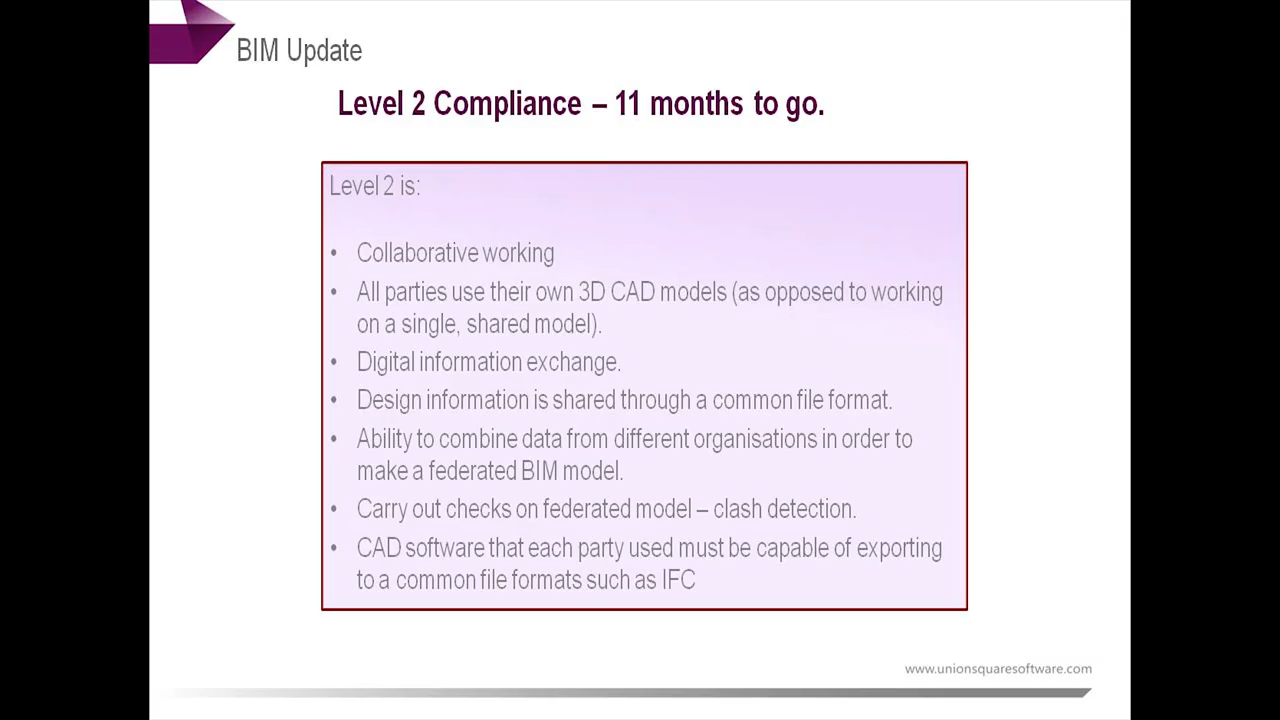 BIM Update
Level 2 Compliance – 11 months to go.
Level 2 is:
• Collaborative working
• All parties use their own 3D CAD models (as opposed to working
on a single, shared model).
• Digital information exchange.
• Design information is shared through a common file format.
• Ability to combine data from different organisations in order to
make a federated BIM model.
• Carry out checks on federated model – clash detection.
• CAD software that each party used must be capable of exporting
to a common file formats such as IFC
www.unionsquaresoftware.com